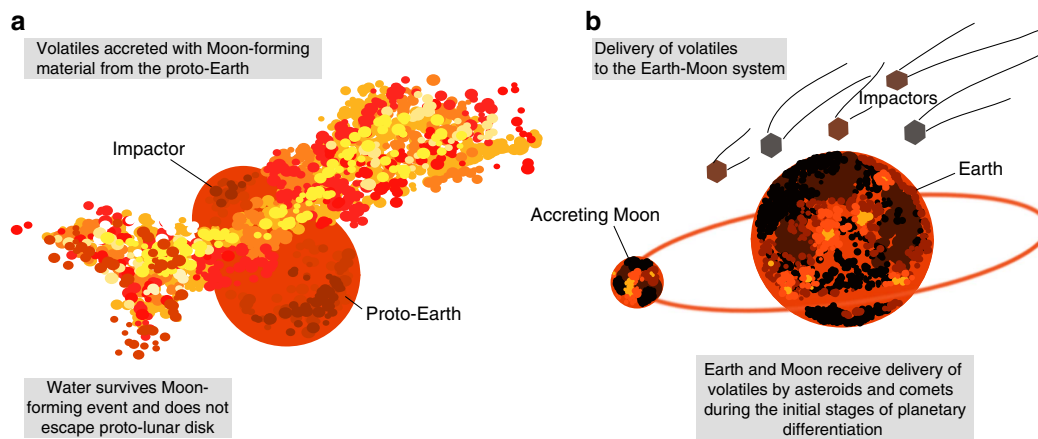 a
Volatiles accreted with Moon-forming
material from the proto-Earth
Impactor
Proto-Earth
Water survives Moon-
forming event and does not
escape proto-lunar disk
b
Delivery of volatiles
to the Earth-Moon system
Impactors
Earth
Accreting Moon
Earth and Moon receive delivery of
volatiles by asteroids and comets
during the initial stages of planetary
differentiation